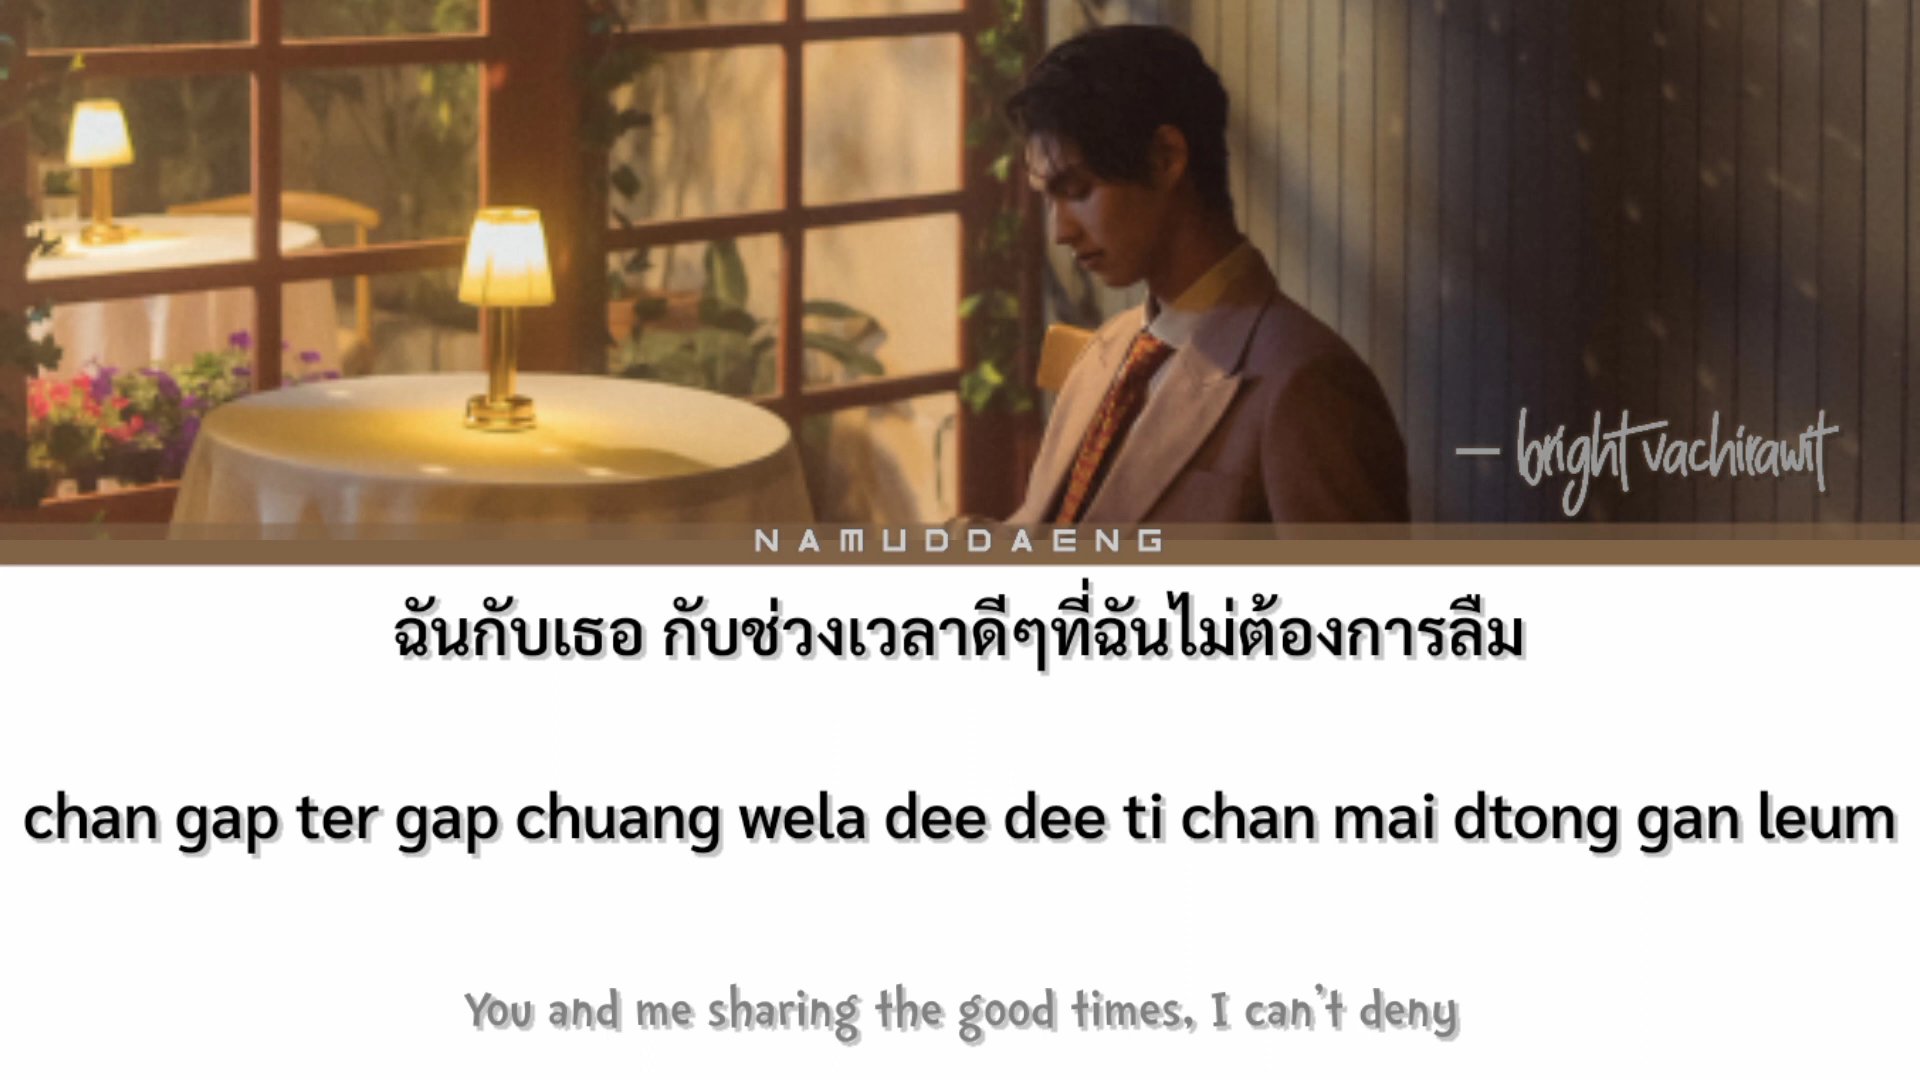 — bright vachirawit
NAMUDDAENG
ฉันกับเธอ กับช่วงเวลาดีๆที่ฉันไม่ต้องการลืม
chan gap ter gap chuang wela dee dee ti chan mai dtong gan leum
You and me sharing the good times, I can't deny